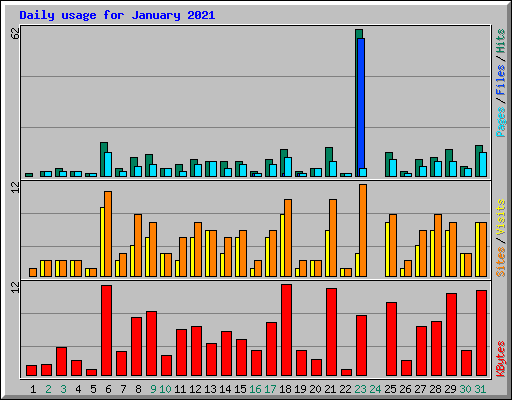 Daily usage for January 2021
62
Pages / Files / Hits
12
Sites / Visits
12
KBytes
1 2 3 4 5 6 7 8 9 10 11 12 13 14 15 16 17 18 19 20 21 22 23 24 25 26 27 28 29 30 31